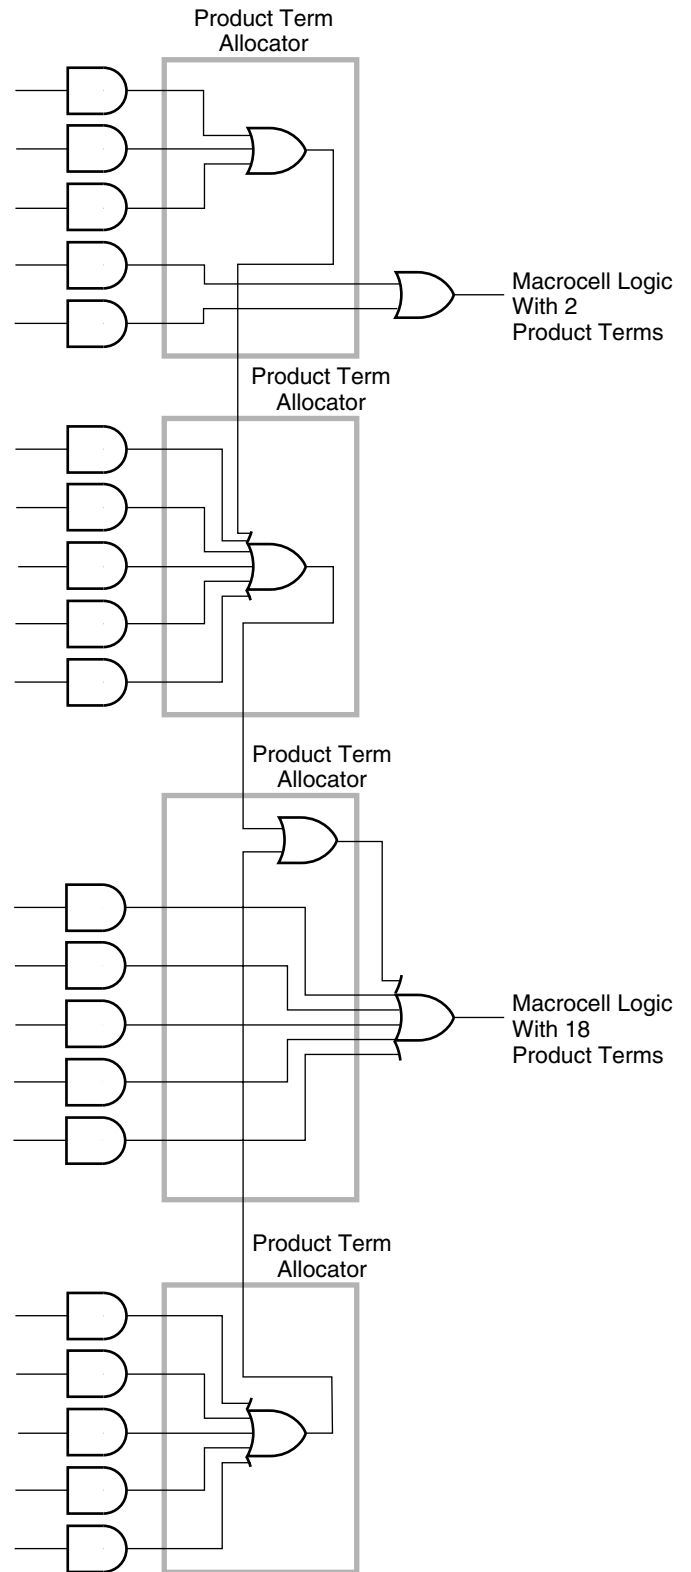 Product Term
Allocator
Macrocell Logic
With 2
Product Terms
Product Term
Allocator
Product Term
Allocator
Macrocell Logic
With 18
Product Terms
Product Term
Allocator